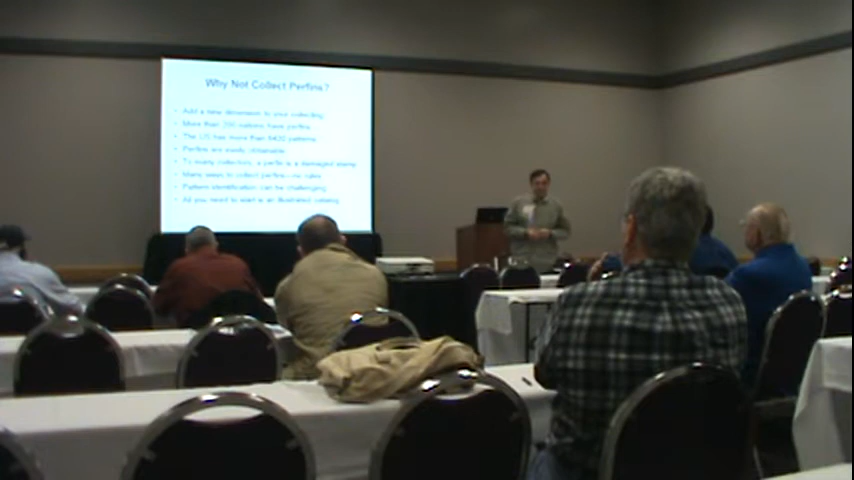 Why Not Collect Perfins?
• Add a new dimension to your collecting
• More than 200 nations have perfins
• The US has more than 6400 patterns
• Perfins are easily obtainable
• To many collectors, a perfin is a damaged stamp
• Many ways to collect perfins—no rules
• Pattern identification can be challenging
• All you need to start is an illustrated catalog